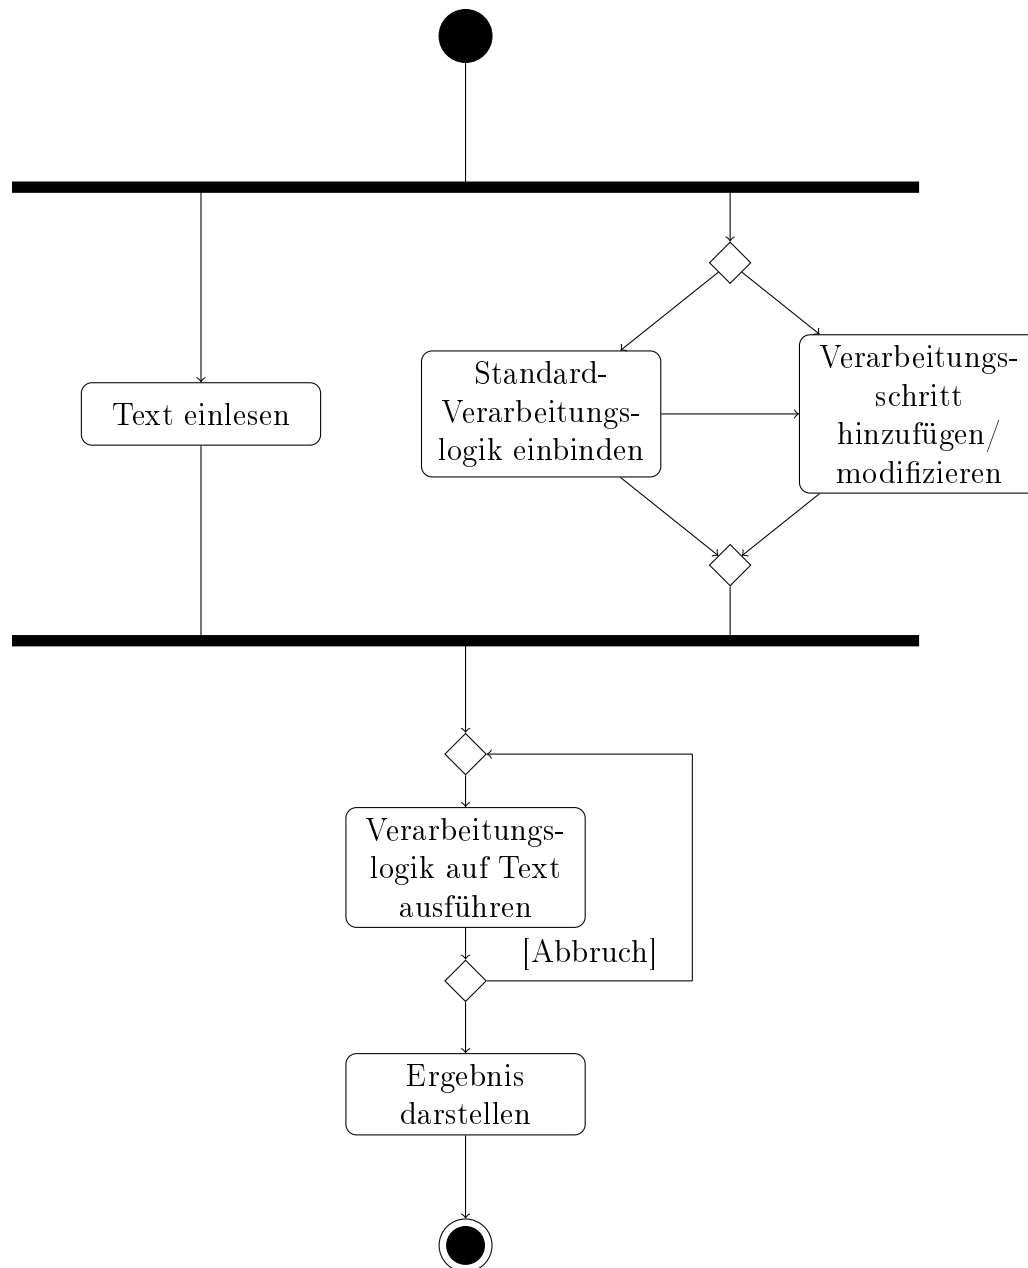 Text einlesen
Standard-
Verarbeitungs-
logik einbinden
Verarbeitungs-
schritt
hinzufügen/
modifizieren
Verarbeitungs-
logik auf Text
ausführen
[Abbruch]
Ergebnis
darstellen